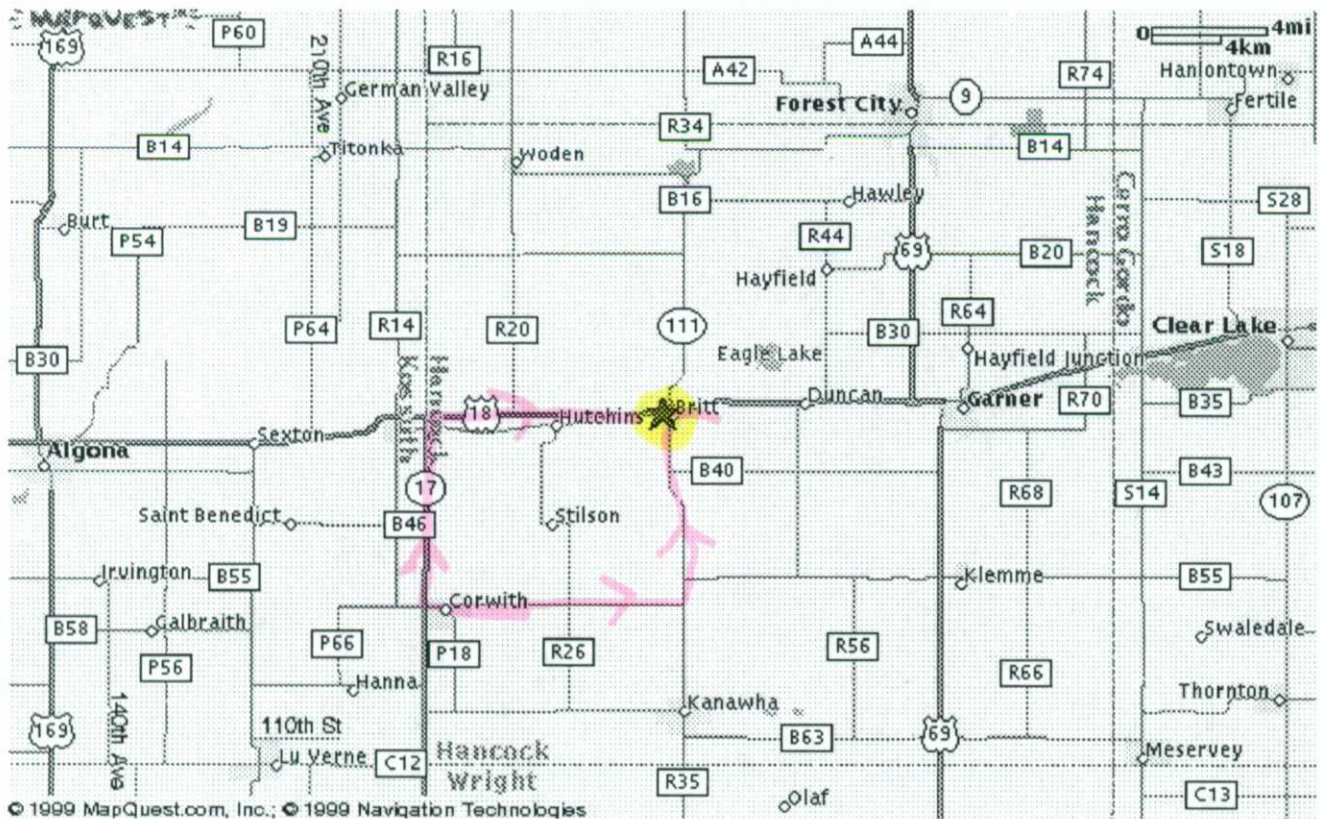 MAPQUEST
P60
A44
0 4mi
4km
169
210th Ave
R16
A42
R74
Hanlontown
German Valley
Forest City
9
Fertile
R34
B14
Titonka
Woden
B14
Hawley
B16
S28
Burt
B19
P54
R44
69
B20
Hancock
Cerro Gordo
S18
Hayfield
P64
R14
R20
111
R64
B30
Clear Lake
B30
Eagle Lake
Hayfield Junction
Kossuth
Hancock
18
Hutchins
Britt
Duncan
Garner
R70
B35
Sexton
Algona
B40
B43
17
R68
S14
107
Saint Benedict
B46
Stilson
Irvington
B55
Klemme
B55
Corwith
B58
Galbraith
Swaledale
P66
P18
R26
R56
P56
R66
Hanna
Thornton
140th Ave
Kanawha
169
110th St
B63
69
Lu Verne
C12
Hancock
Wright
Meservey
R35
Olaf
C13
© 1999 MapQuest.com, Inc.; © 1999 Navigation Technologies